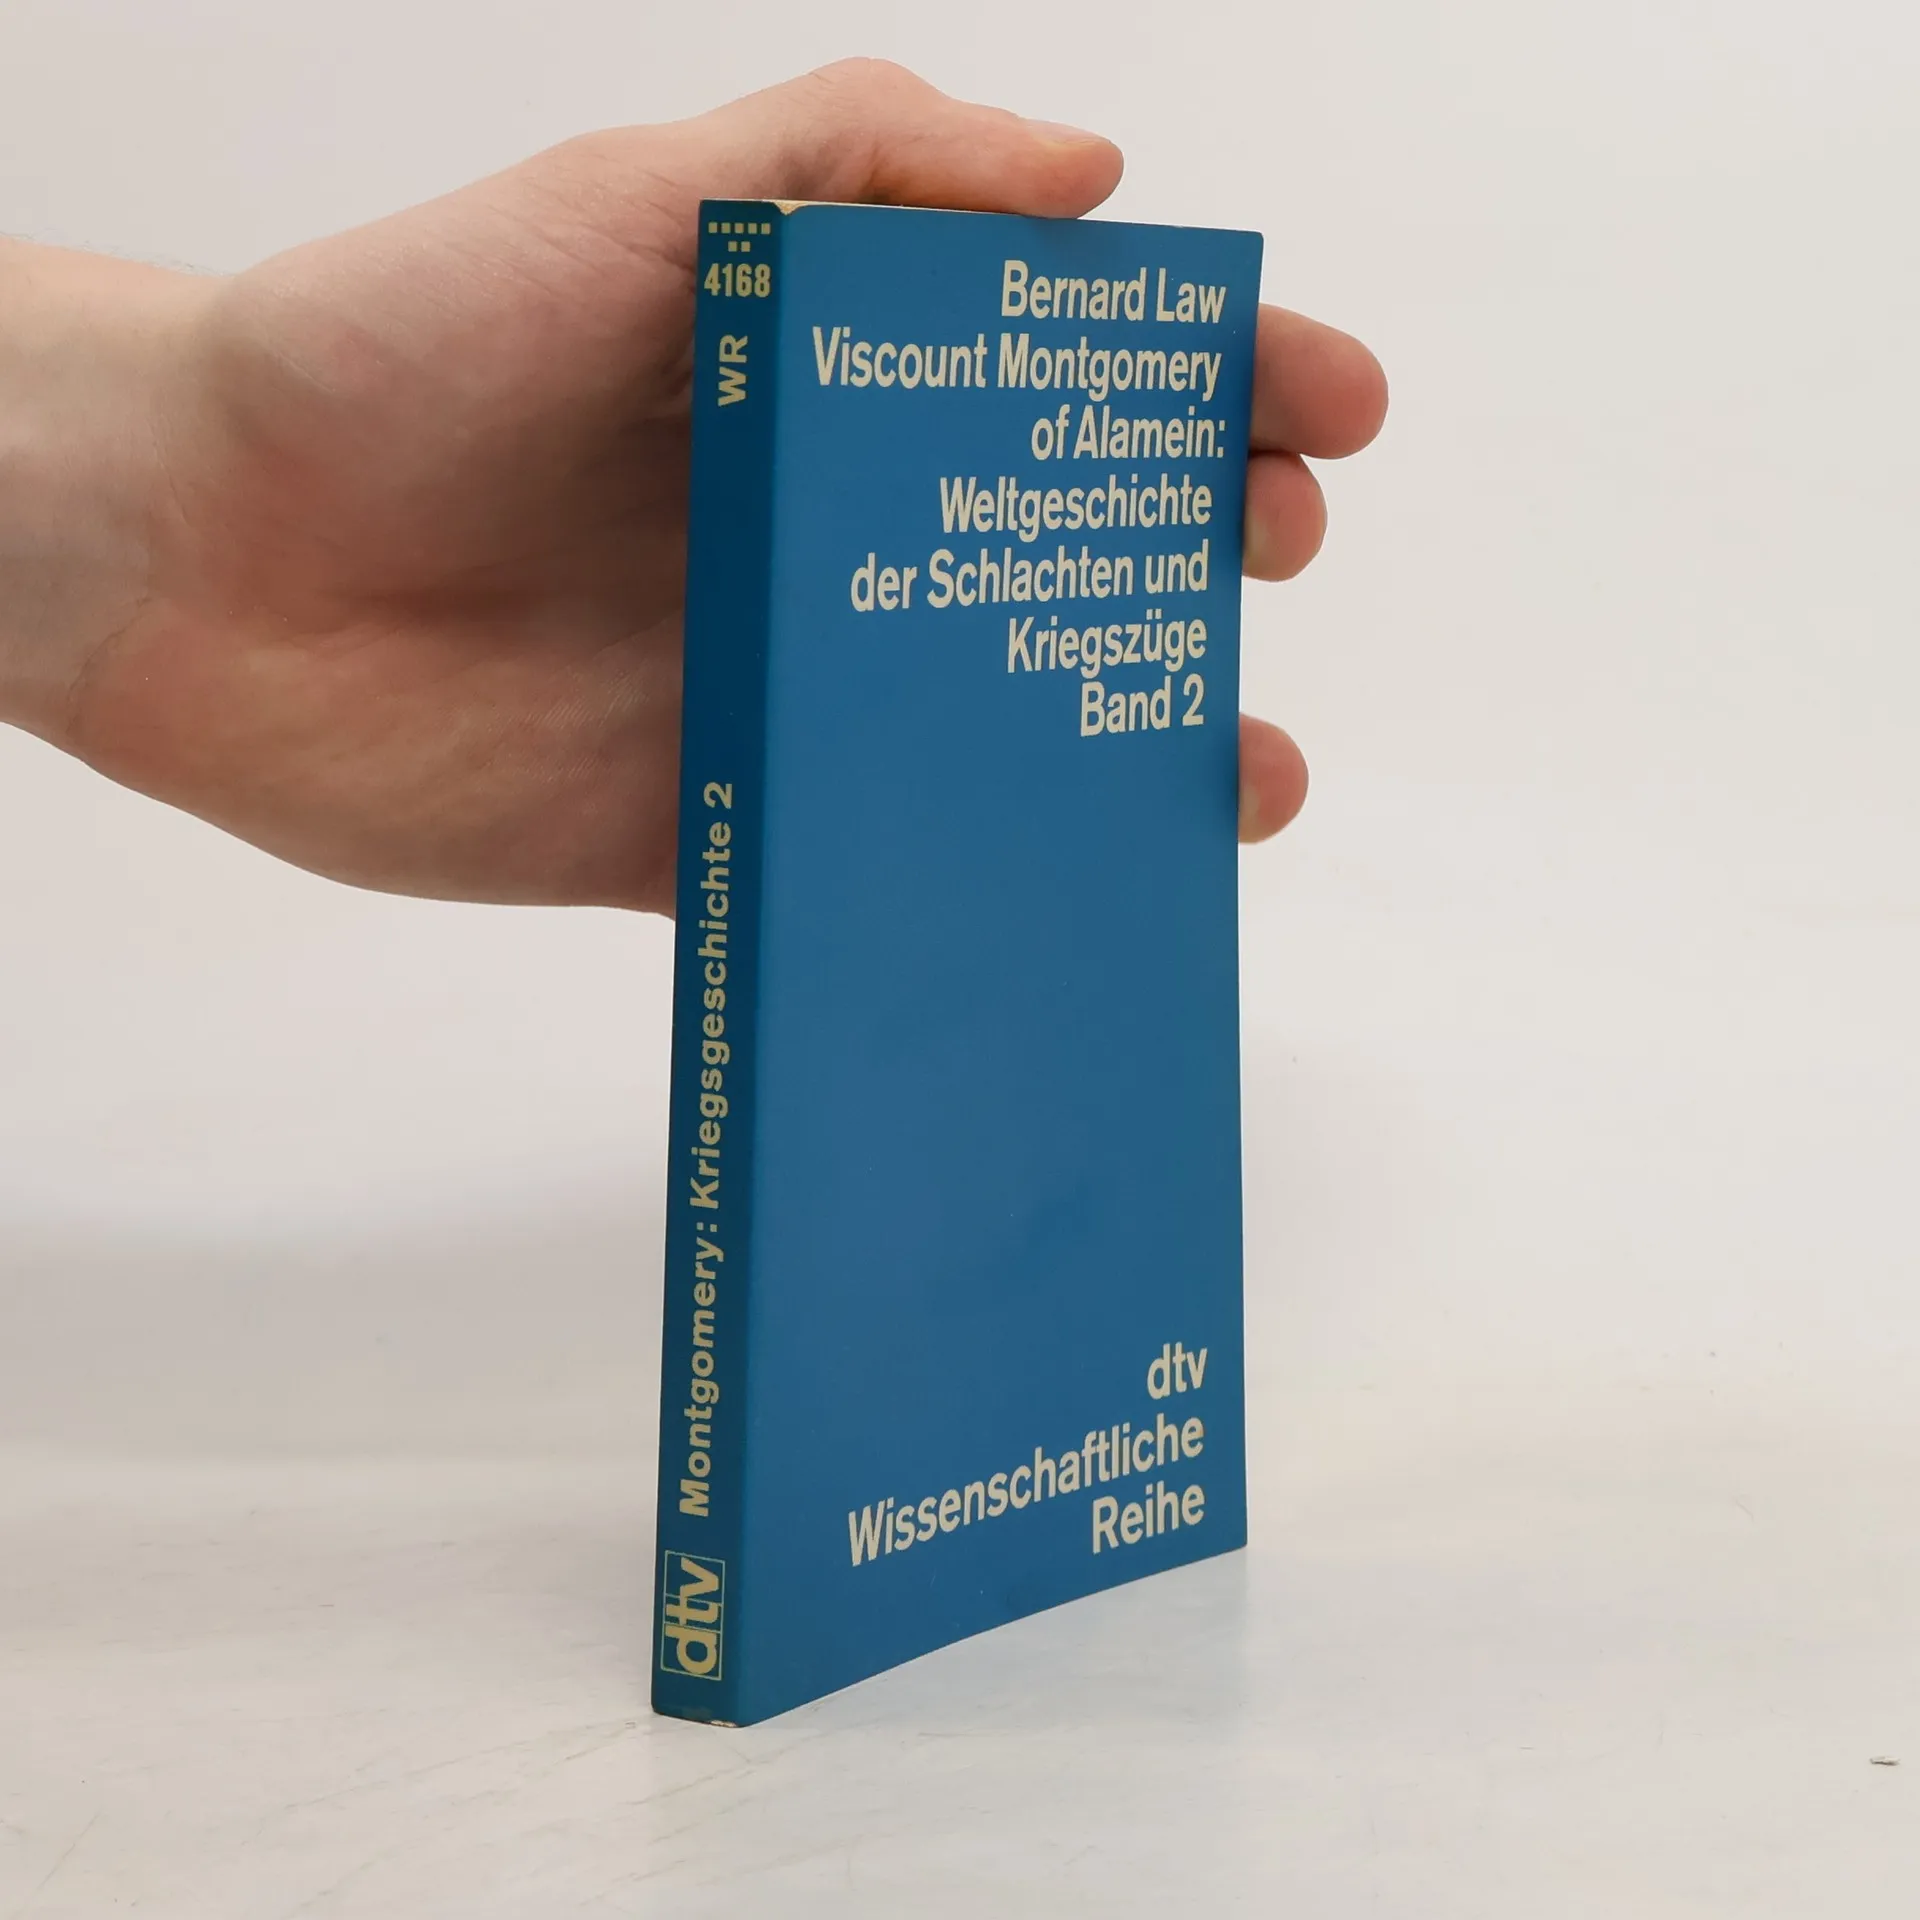 4168
WR
Montgomery: Kriegsgeschichte 2
dtv
Bernard Law
Viscount Montgomery
of Alamein:
Weltgeschichte
der Schlachten und
Kriegszüge
Band 2
dtv
Wissenschaftliche
Reihe